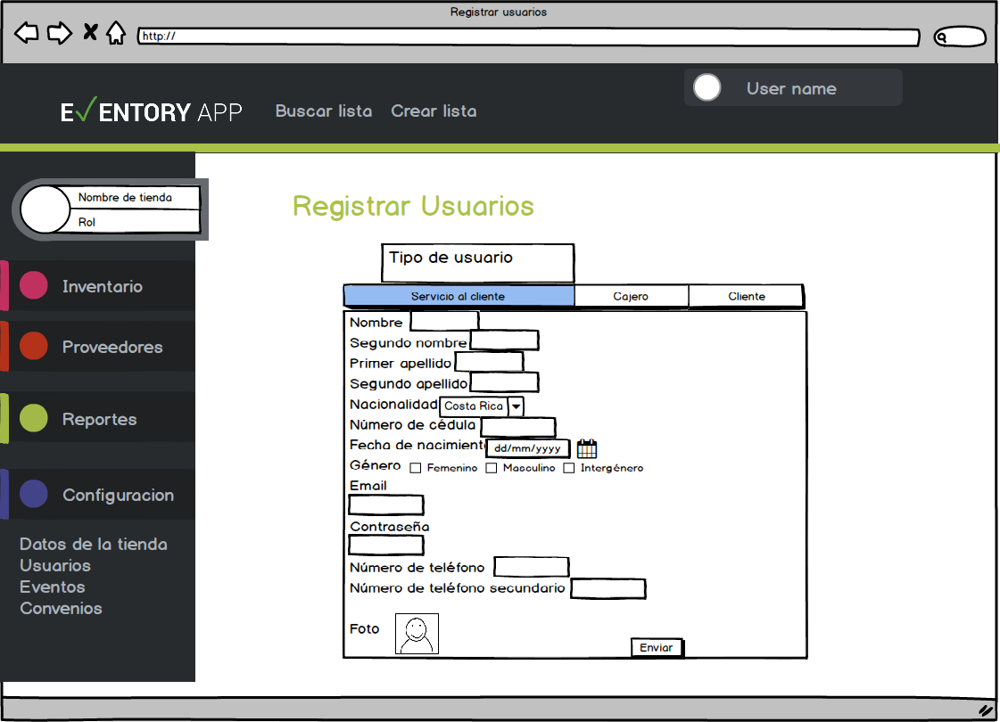 Registrar usuarios
http://
User name
E✓ENTORY APP
Buscar lista
Crear lista
Nombre de tienda
Rol
Inventario
Proveedores
Reportes
Configuracion
Datos de la tienda
Usuarios
Eventos
Convenios
Registrar Usuarios
Tipo de usuario
Servicio al cliente
Cajero
Cliente
Nombre
Segundo nombre
Primer apellido
Segundo apellido
Nacionalidad Costa Rica
Número de cédula
Fecha de nacimient dd/mm/yyyy
Género Femenino Masculino Intergénero
Email
Contraseña
Número de teléfono
Número de teléfono secundario
Foto
Enviar